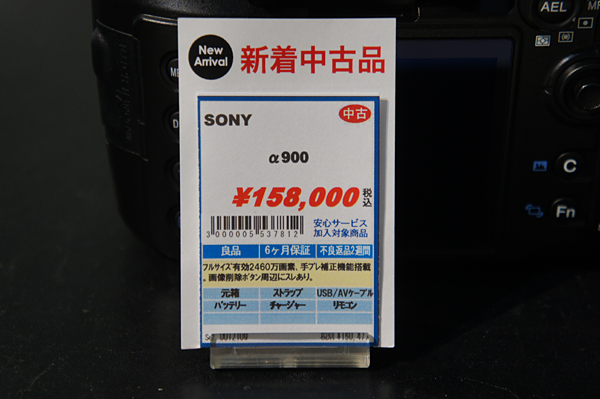 AEL
New
Arrival
新着中古品
SONY
中古
α900
¥158,000
税込
3 000005 537812
安心サービス
加入対象商品
良品 6ヶ月保証 不良返品2週間
フルサイズ有効2460万画素、手ブレ補正機能搭載
。画像削除ボタン周辺にスレあり。
元箱 ストラップ USB/AVケーブル
バッテリー チャージャー リモコン
C
Fn